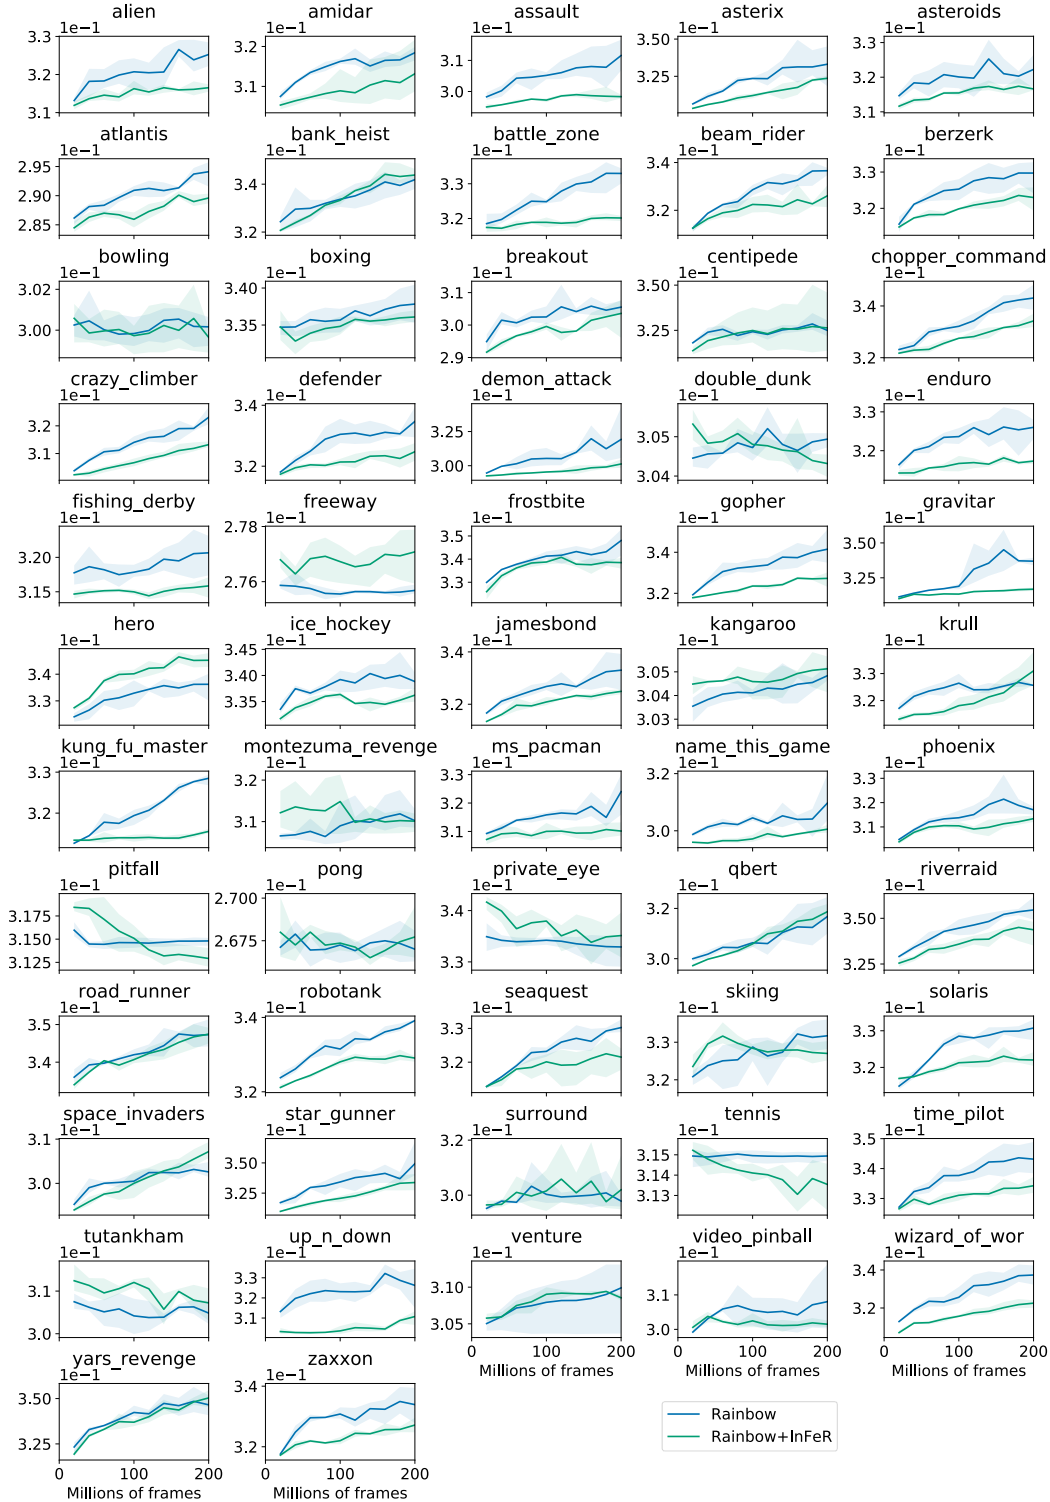 alien amidar assault asterix asteroids
1e−1 1e−1 1e−1 1e−1 1e−1
3.3 3.2 3.1 3.1 3.0 3.50 3.25 3.3 3.2 3.1
3.2
3.1
atlantis bank_heist battle_zone beam_rider berzerk
1e−1 1e−1 1e−1 1e−1 1e−1
2.95 3.4 3.3 3.4 3.3
2.90
2.85 3.2 3.2 3.2 3.2
bowling boxing breakout centipede chopper_command
1e−1 1e−1 1e−1 1e−1 1e−1
3.02 3.40 3.1 3.4
3.00 3.35 3.0 3.25
2.9 3.2
crazy_climber defender demon_attack double_dunk enduro
1e−1 1e−1 1e−1 1e−1 1e−1
3.2 3.4 3.25 3.05 3.3
3.1 3.2 3.00 3.04 3.2
3.1
fishing_derby freeway frostbite gopher gravitar
1e−1 1e−1 1e−1 1e−1 1e−1
3.20 2.78 3.5 3.4 3.50
3.15 2.76 3.4 3.2 3.25
3.3
hero ice_hockey jamesbond kangaroo krull
1e−1 1e−1 1e−1 1e−1 1e−1
3.4 3.45 3.4 3.05 3.3
3.3 3.40 3.2 3.04 3.2
3.35 3.03
kung_fu_master montezuma_revenge ms_pacman name_this_game phoenix
1e−1 1e−1 1e−1 1e−1 1e−1
3.3 3.2 3.3 3.2 3.3
3.2 3.1 3.2 3.0 3.2
3.1 3.1
pitfall pong private_eye qbert riverraid
1e−1 1e−1 1e−1 1e−1 1e−1
3.175 2.700 3.4 3.2 3.50
3.150 2.675 3.3 3.0 3.25
3.125
road_runner robotank seaquest skiing solaris
1e−1 1e−1 1e−1 1e−1 1e−1
3.5 3.4 3.3 3.3 3.3
3.4 3.2 3.2 3.2 3.2
space_invaders star_gunner surround tennis time_pilot
1e−1 1e−1 1e−1 1e−1 1e−1
3.1 3.50 3.2 3.15 3.5
3.0 3.25 3.0 3.14 3.4
3.13 3.3
tutankham up_n_down venture video_pinball wizard_of_wor
1e−1 1e−1 1e−1 1e−1 1e−1
3.1 3.3 3.10 3.1 3.4
3.0 3.2 3.05 3.0 3.2
3.1
yars_revenge zaxxon
0 100 200 0 100 200 0 100 200
Millions of frames Millions of frames Millions of frames
1e−1 1e−1
3.50 3.4
3.25 3.2
Rainbow
Rainbow+InFeR
0 100 200 0 100 200
Millions of frames Millions of frames